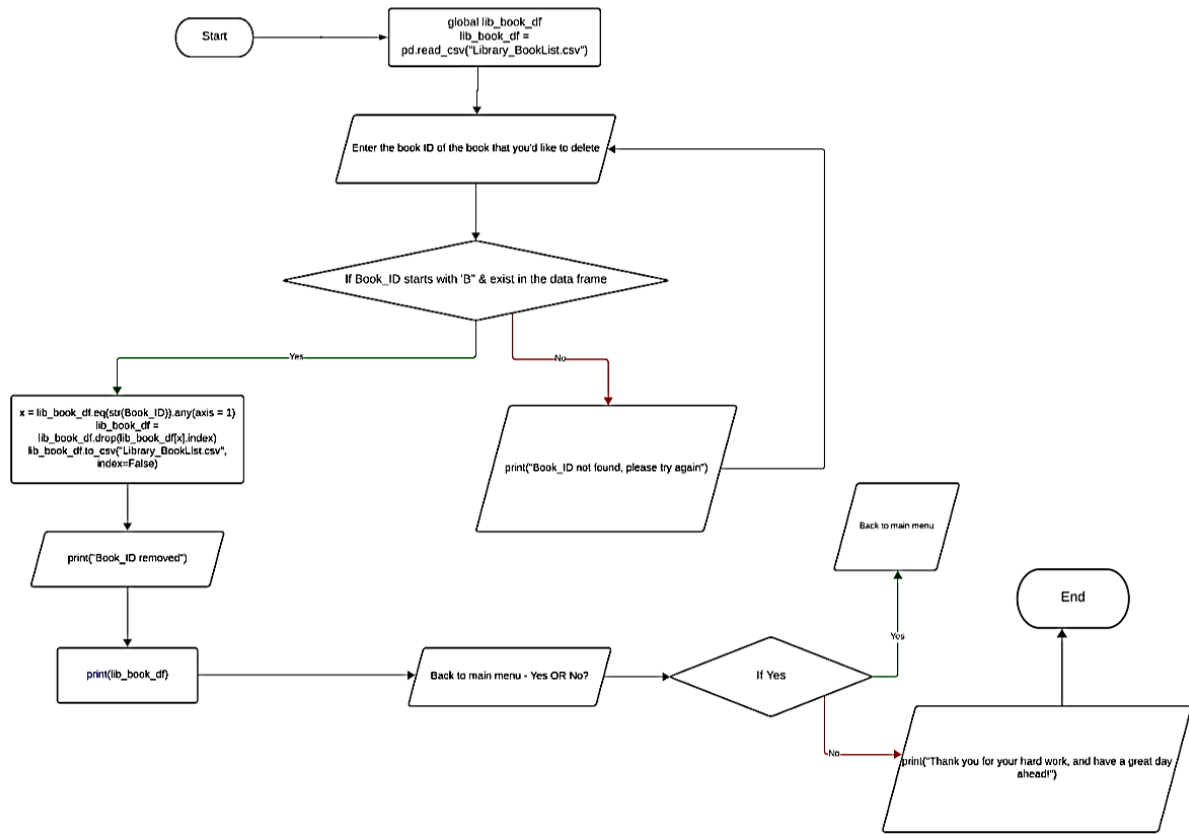 Start
global lib_book_df
lib_book_df =
pd.read_csv("Library_BookList.csv")
Enter the book ID of the book that you'd like to delete
If Book_ID starts with 'B" & exist in the data frame
Yes
No
x = lib_book_df.eq(str(Book_ID)).any(axis = 1)
lib_book_df =
lib_book_df.drop(lib_book_df[x].index)
lib_book_df.to_csv("Library_BookList.csv",
index=False)
print("Book_ID not found, please try again")
print("Book_ID removed")
print(lib_book_df)
Back to main menu - Yes OR No?
If Yes
Yes
Back to main menu
No
print("Thank you for your hard work, and have a great day
ahead!")
End